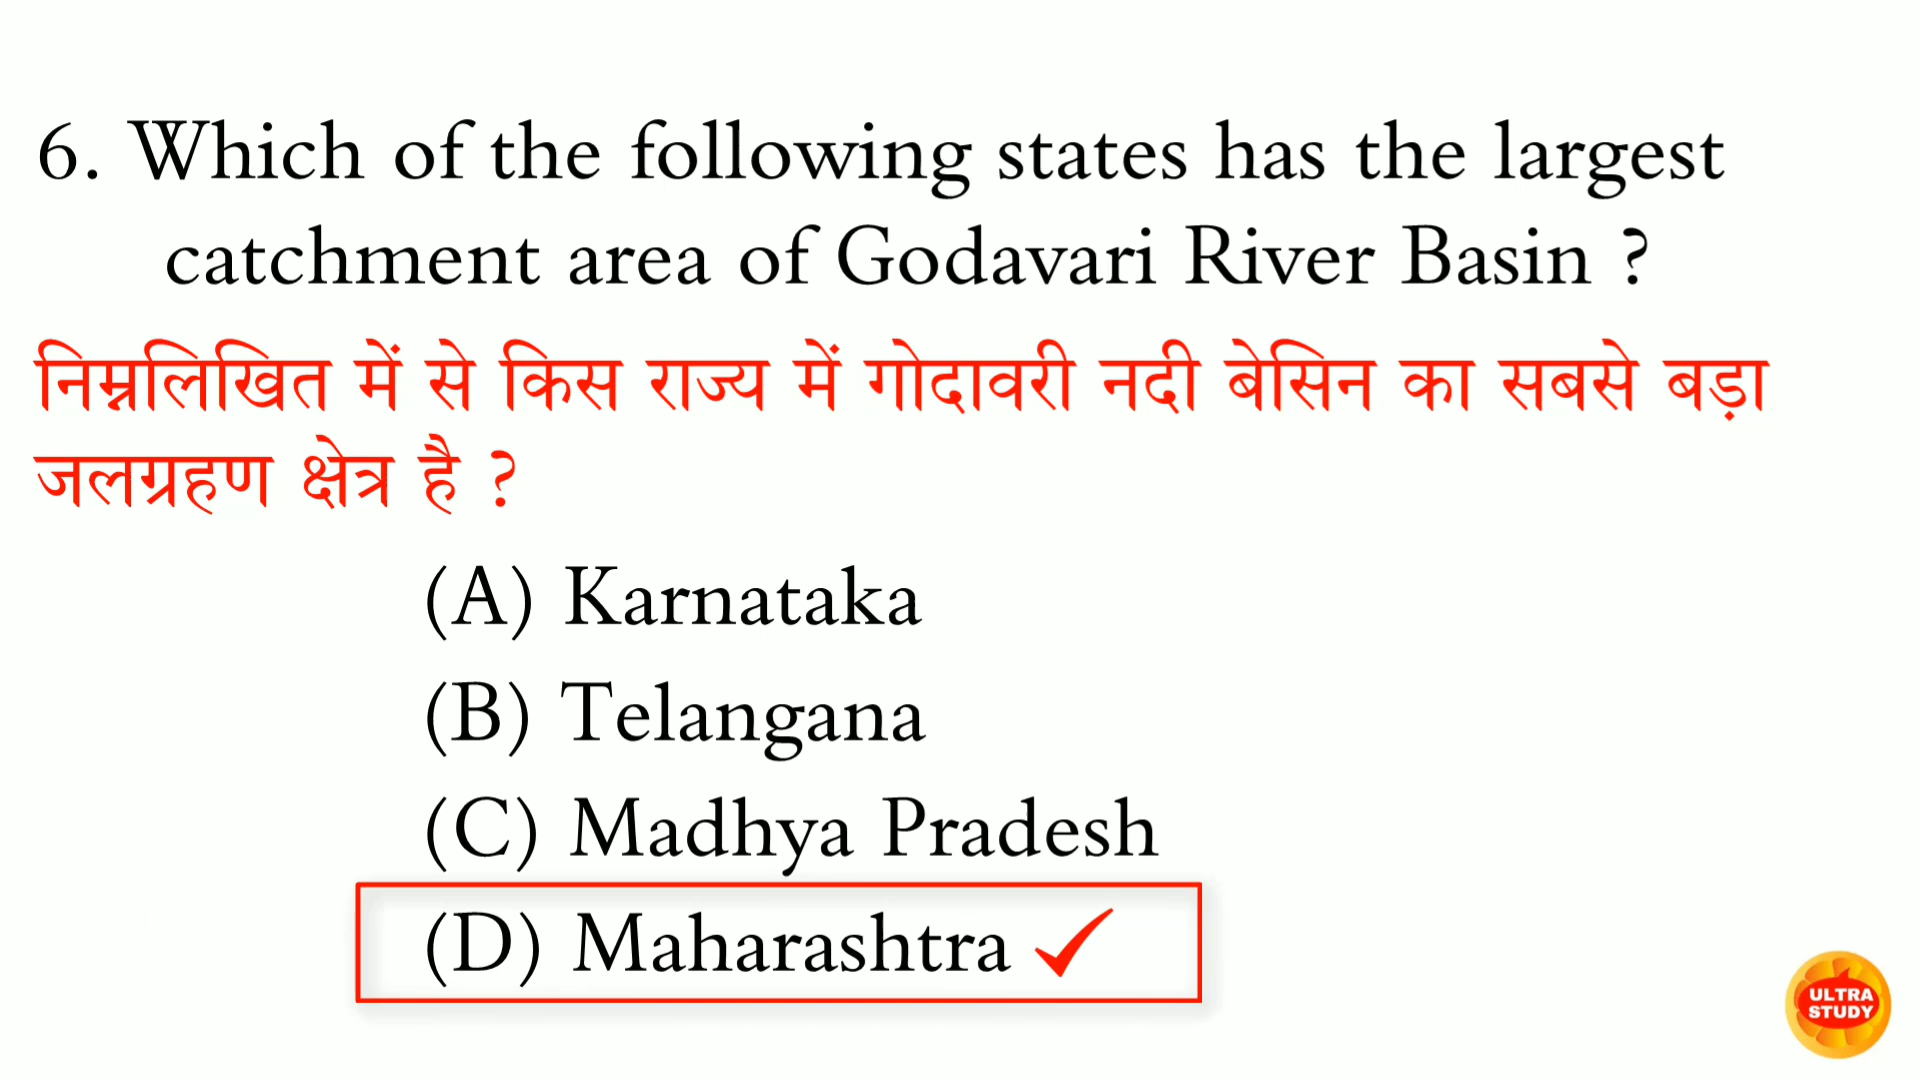 6. Which of the following states has the largest
catchment area of Godavari River Basin ?
निम्नलिखित में से किस राज्य में गोदावरी नदी बेसिन का सबसे बड़ा
जलग्रहण क्षेत्र है ?
(A) Karnataka
(B) Telangana
(C) Madhya Pradesh
(D) Maharashtra
ULTRA
STUDY